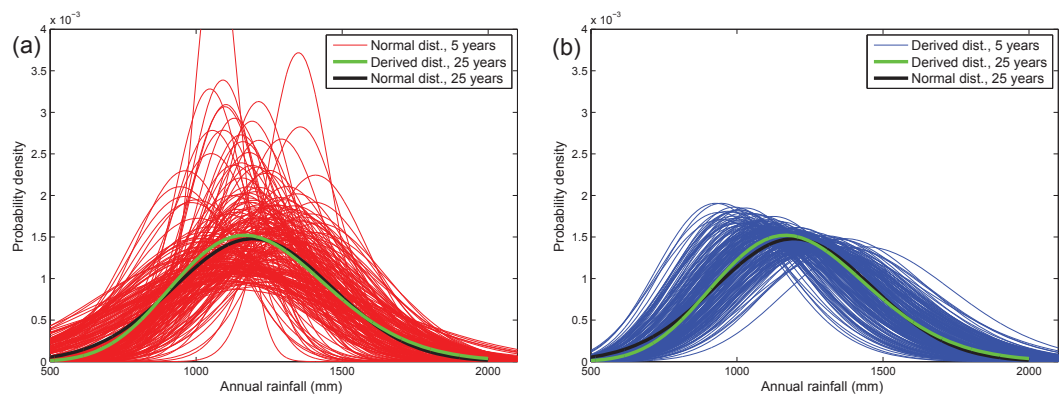 (a)
x 10⁻³
Normal dist., 5 years
Derived dist., 25 years
Normal dist., 25 years
Probability density
4
3.5
3
2.5
2
1.5
1
0.5
0
500
1000
1500
2000
Annual rainfall (mm)
(b)
x 10⁻³
Derived dist., 5 years
Derived dist., 25 years
Normal dist., 25 years
Probability density
4
3.5
3
2.5
2
1.5
1
0.5
0
500
1000
1500
2000
Annual rainfall (mm)